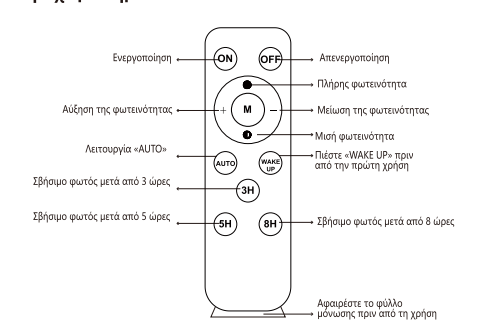 Ενεργοποίηση
ON
OFF
Απενεργοποίηση
Πλήρης φωτεινότητα
Αύξηση της φωτεινότητας
+
M
−
Μείωση της φωτεινότητας
Μισή φωτεινότητα
Λειτουργία «AUTO»
AUTO
WAKE
UP
Πιέστε «WAKE UP» πριν
από την πρώτη χρήση
Σβήσιμο φωτός μετά από 3 ώρες
3H
Σβήσιμο φωτός μετά από 5 ώρες
5H
8H
Σβήσιμο φωτός μετά από 8 ώρες
Αφαιρέστε το φύλλο
μόνωσης πριν από τη χρήση